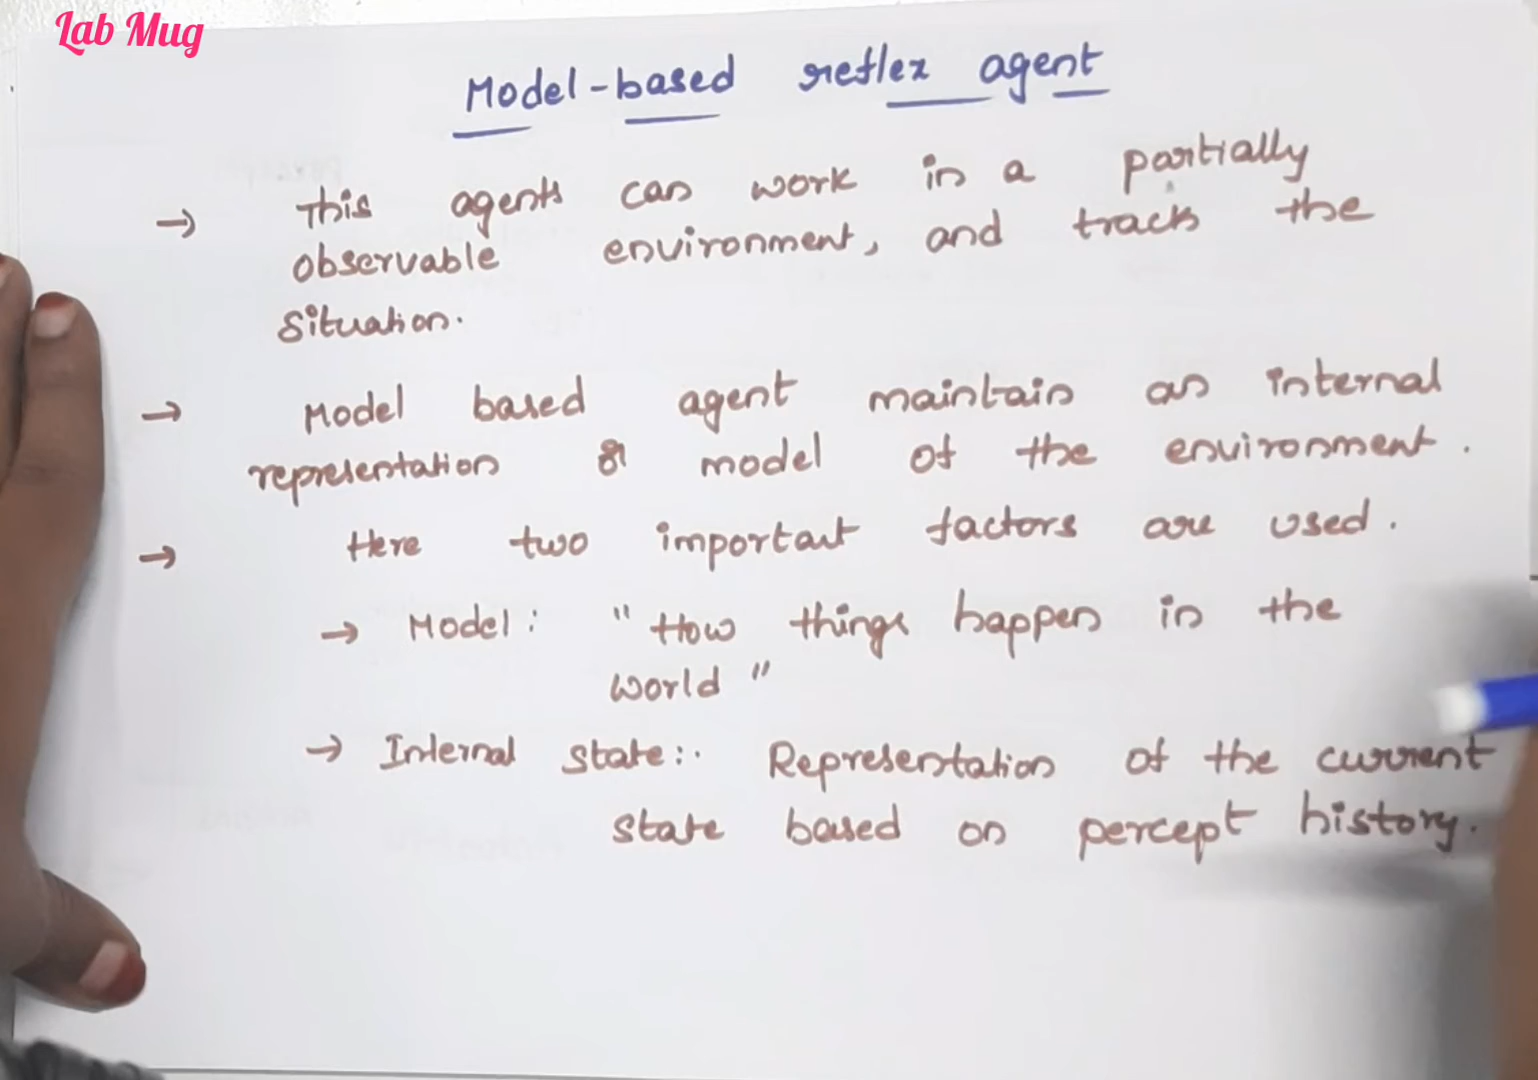 Lab Mug
Model-based reflex agent
→ This agents can work in a partially
observable environment, and track the
situation.
→ Model based agent maintain an internal
representation or model of the environment.
→ Here two important factors are used.
→ Model: "How things happen in the
world"
→ Internal state:. Representation of the current
state based on percept history.